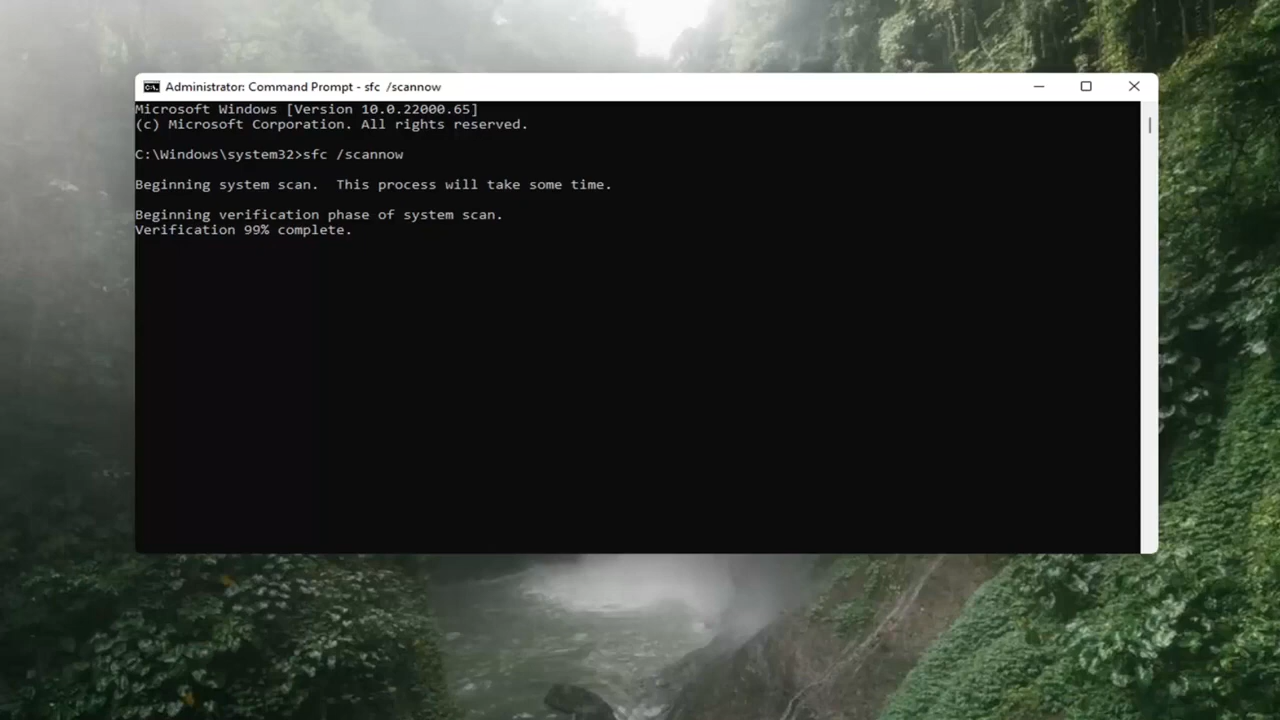 Administrator: Command Prompt - sfc /scannow
Microsoft Windows [Version 10.0.22000.65]
(c) Microsoft Corporation. All rights reserved.
C:\Windows\system32>sfc /scannow
Beginning system scan.  This process will take some time.
Beginning verification phase of system scan.
Verification 99% complete.